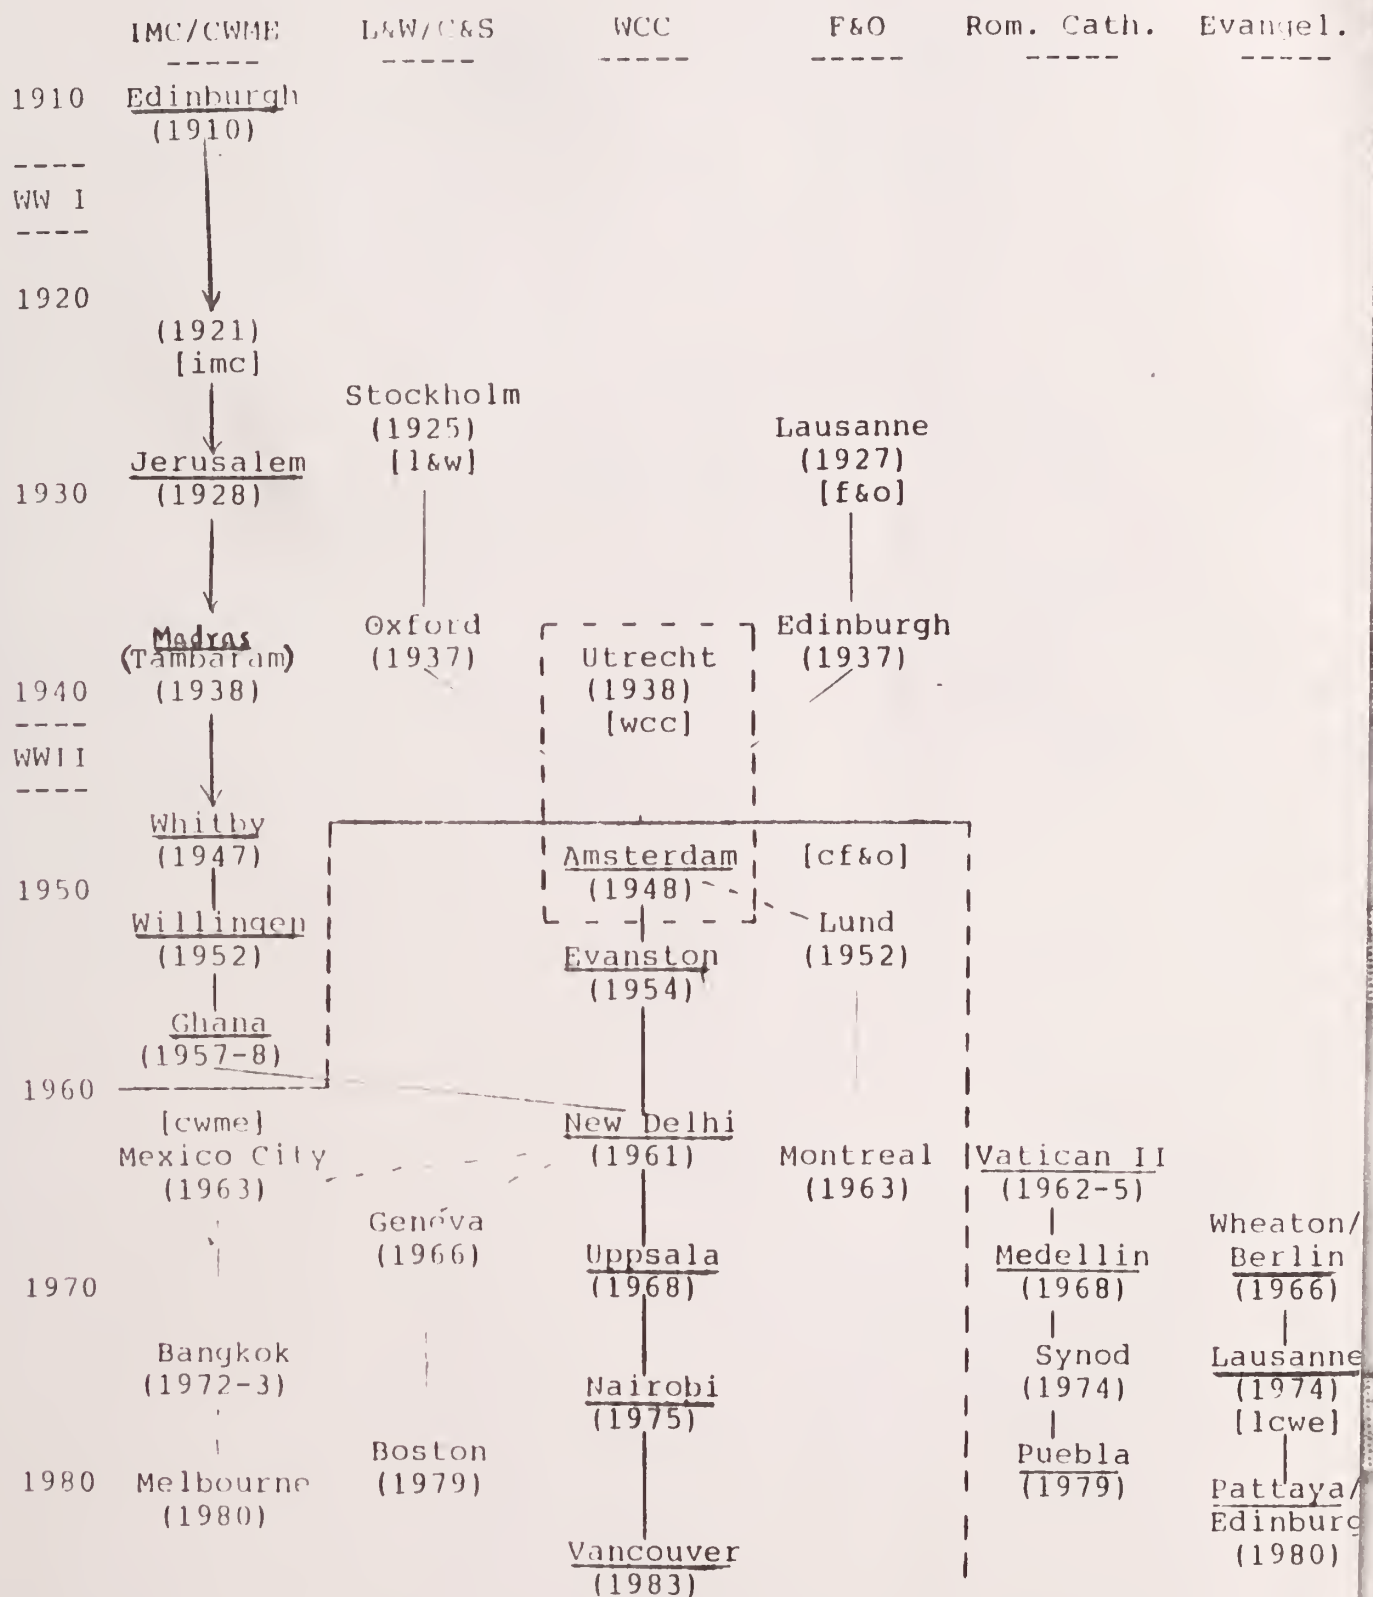 IMC/CWME L&W/C&S WCC F&O Rom. Cath. Evangel.
1910 Edinburgh
(1910)
WW I
1920
(1921)
[imc]
Stockholm
(1925) Lausanne
Jerusalem [l&w] (1927)
1930 (1928) [f&o]
Madras Oxford Edinburgh
(Tambaram) (1937) Utrecht (1937)
1940 (1938) (1938)
[wcc]
WWII
Whitby
(1947) Amsterdam [cf&o]
1950 (1948)
Willingen Lund
(1952) Evanston (1952)
(1954)
Ghana
(1957-8)
1960
[cwme] New Delhi
Mexico City (1961) Montreal Vatican II
(1963) (1963) (1962-5)
Geneva Wheaton/
(1966) Uppsala Medellin Berlin
1970 (1968) (1968) (1966)
Bangkok Synod Lausanne
(1972-3) Nairobi (1974) (1974)
(1975) [lcwe]
Boston Puebla
1980 Melbourne (1979) (1979) Pattaya/
(1980) Edinburg
Vancouver (1980)
(1983)